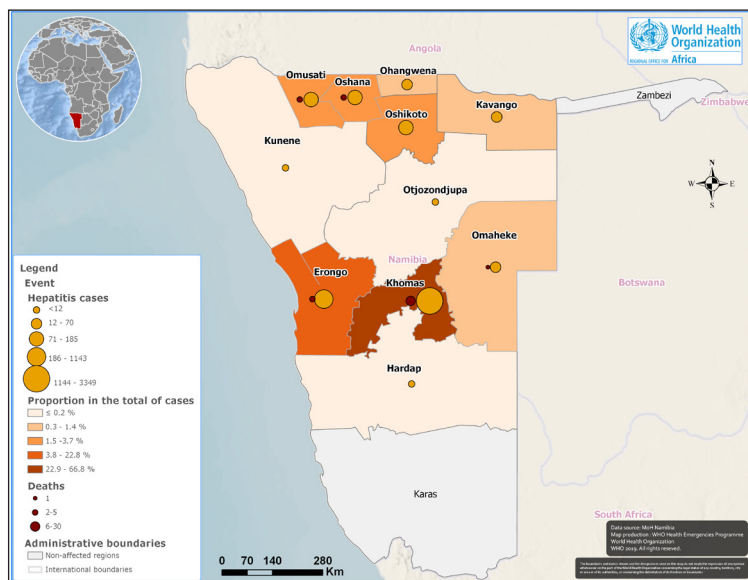 World Health
Organization
REGIONAL OFFICE FOR Africa
Angola
Ohangwena
Omusati
Oshana
Kavango
Zambezi
Zimbabwe
Oshikoto
Kunene
N
W E
S
Otjozondjupa
Omaheke
Namibia
Erongo
Khomas
Botswana
Hardap
Karas
South Africa
Legend
Event
Hepatitis cases
<12
12 - 70
71 - 185
186 - 1143
1144 - 3349
Proportion in the total of cases
≤ 0.2 %
0.3 - 1.4 %
1.5 -3.7 %
3.8 - 22.8 %
22.9 - 66.8 %
Deaths
1
2-5
6-30
Administrative boundaries
Non-affected regions
International boundaries
0 70 140 280
Km
Data source: MoH Namibia
Map production : WHO Health Emergencies Programme
World Health Organization
WHO 2019. All rights reserved.